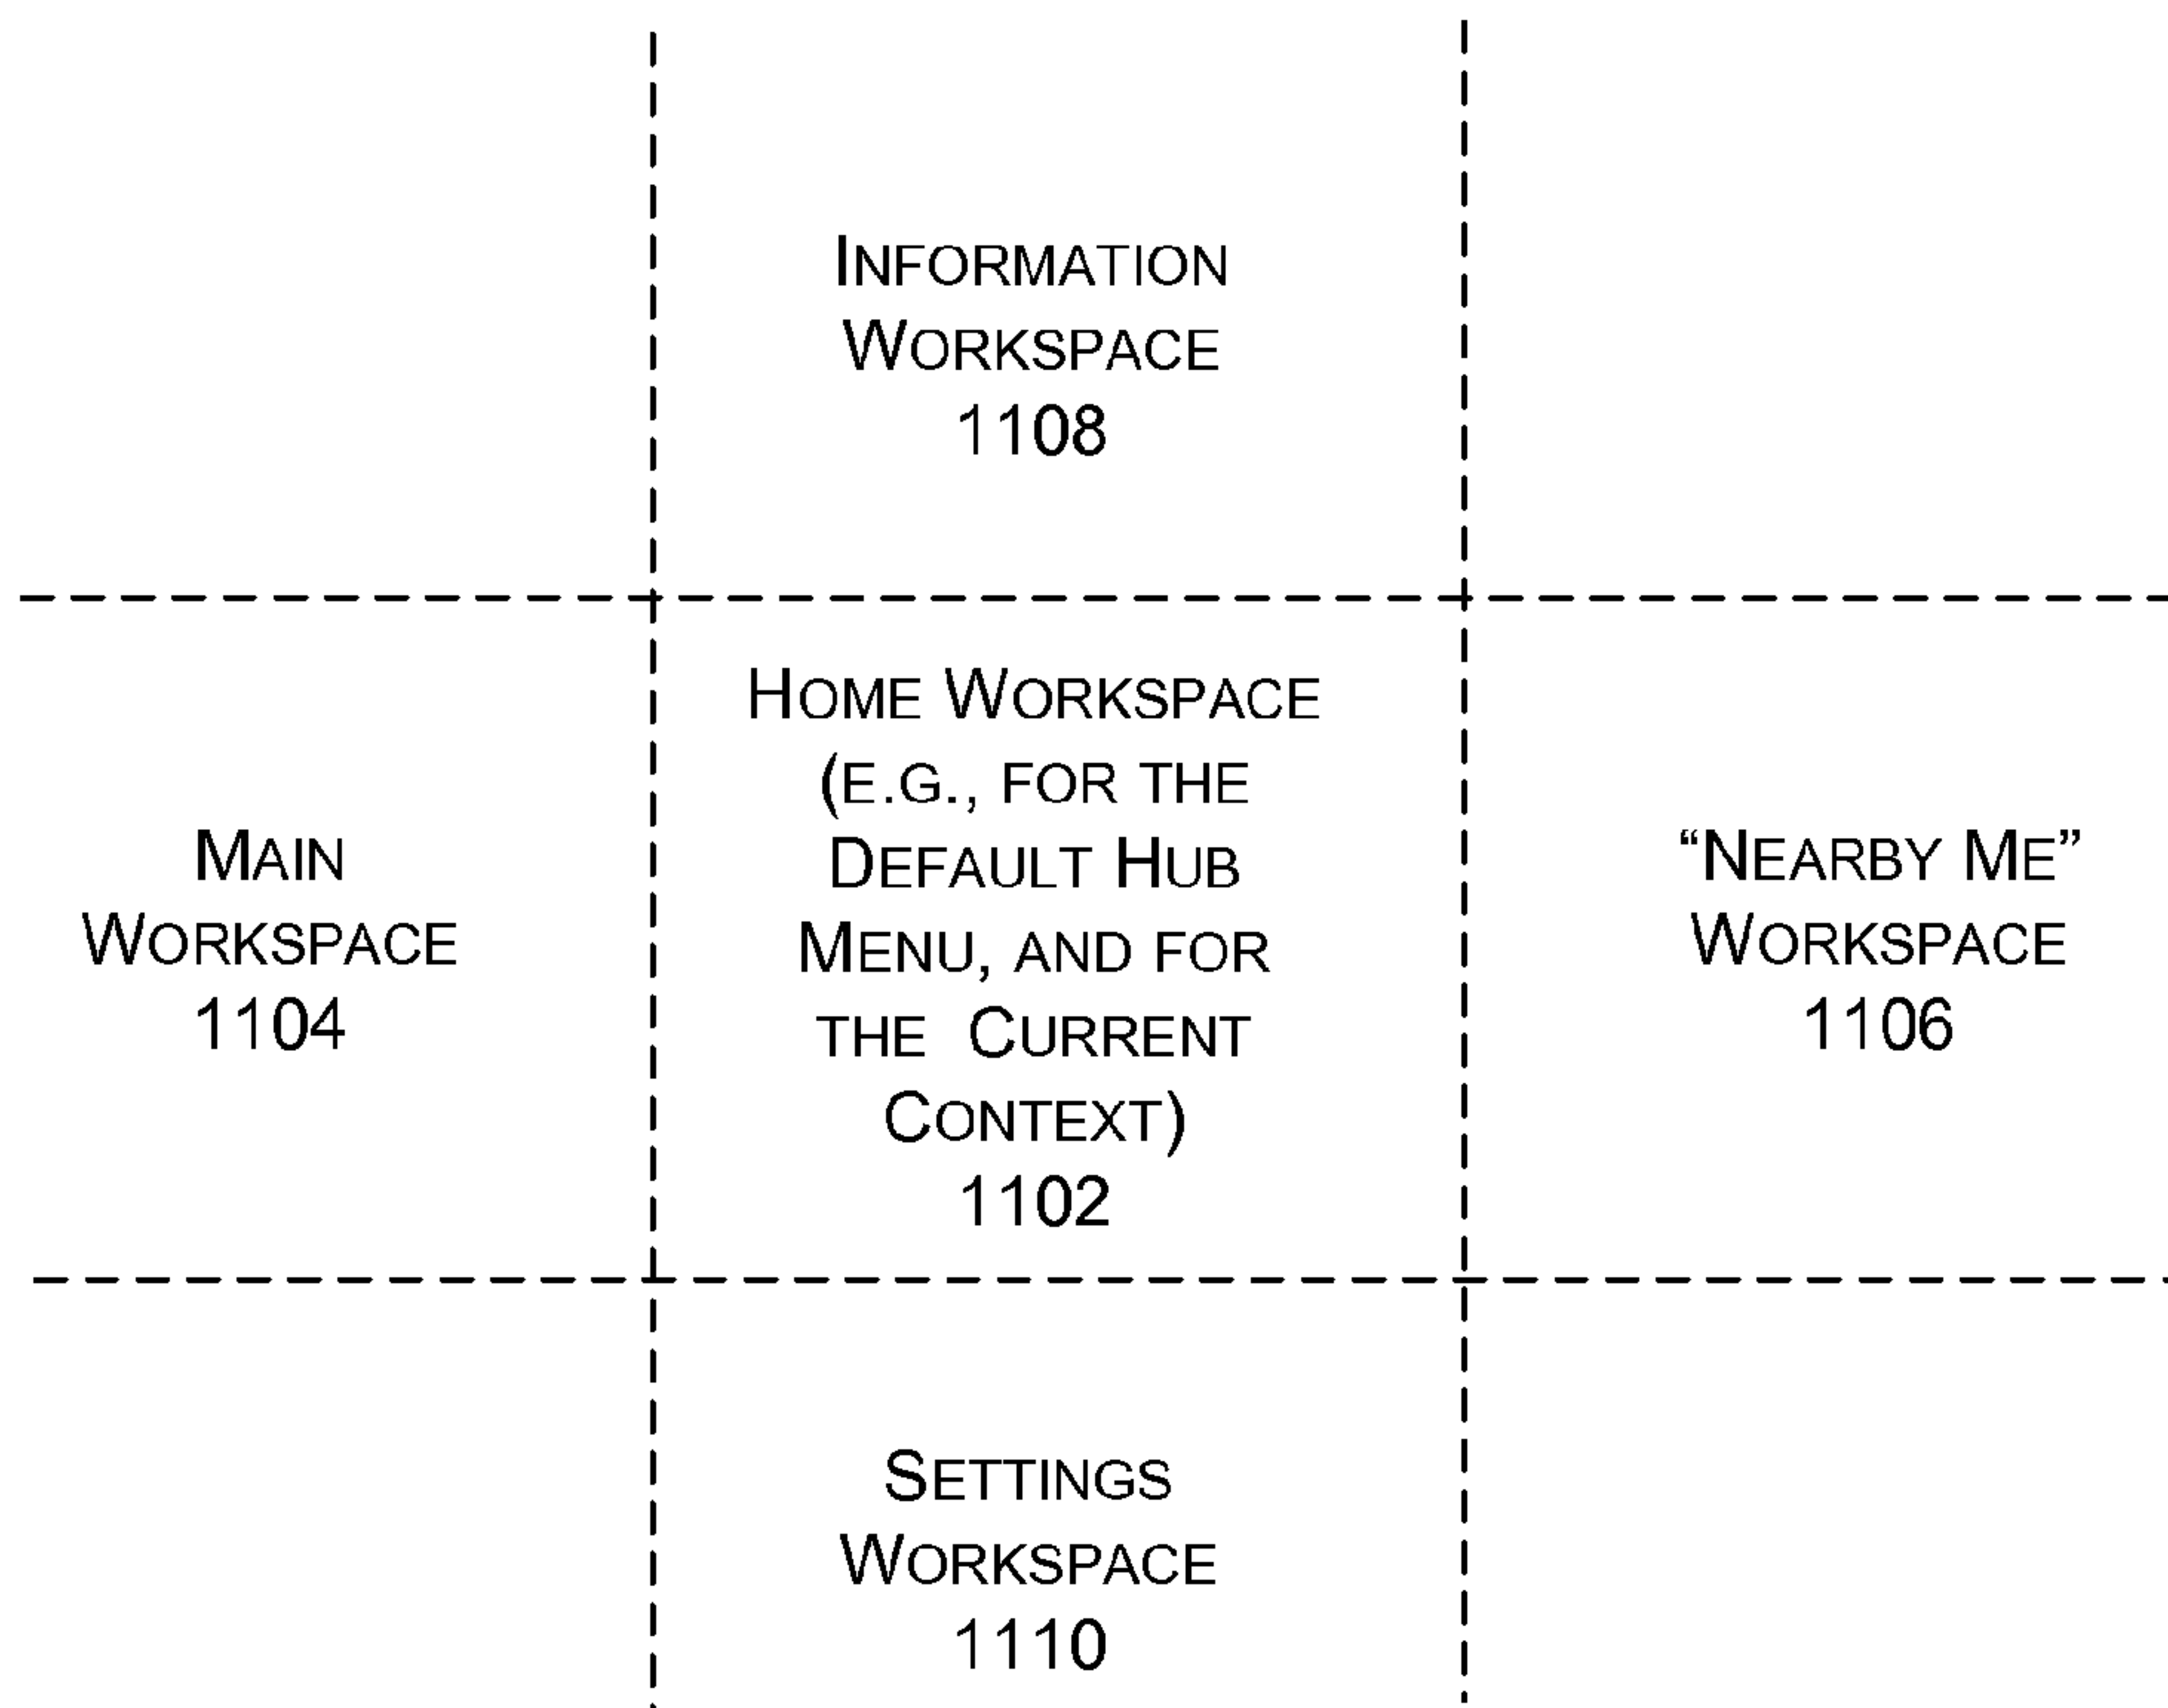 INFORMATION
WORKSPACE
1108
MAIN
WORKSPACE
1104
HOME WORKSPACE
(E.G., FOR THE
DEFAULT HUB
MENU, AND FOR
THE CURRENT
CONTEXT)
1102
“NEARBY ME”
WORKSPACE
1106
SETTINGS
WORKSPACE
1110